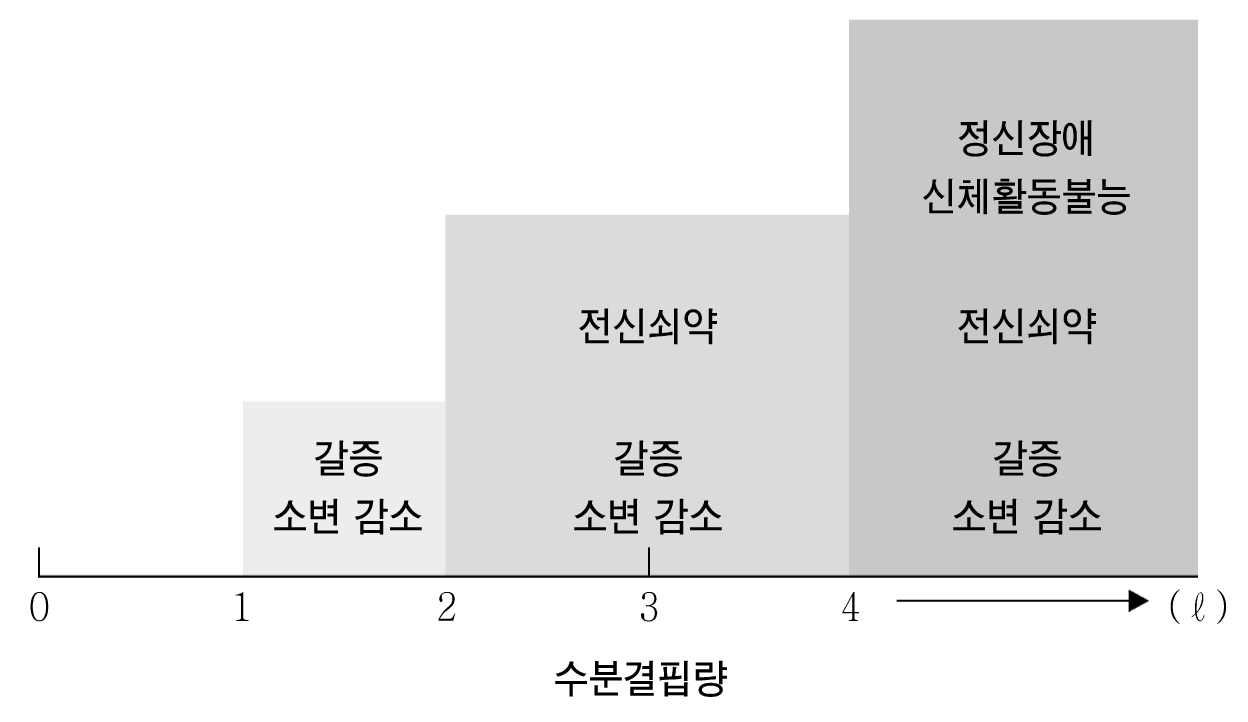 정신장애
신체활동불능
전신쇠약 전신쇠약
갈증 갈증 갈증
소변 감소 소변 감소 소변 감소
0 1 2 3 4 (ℓ)
수분결핍량